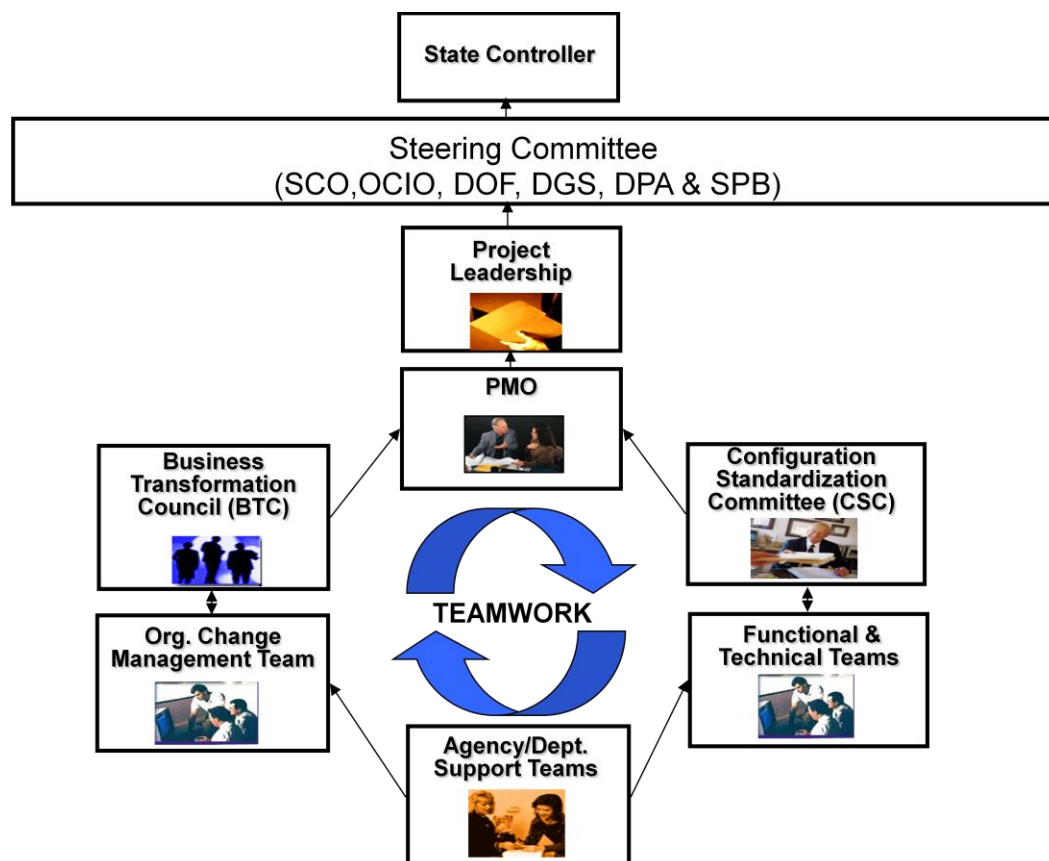 State Controller
Steering Committee
(SCO,OCIO, DOF, DGS, DPA & SPB)
Project
Leadership
PMO
Business
Transformation
Council (BTC)
Configuration
Standardization
Committee (CSC)
TEAMWORK
Org. Change
Management Team
Functional &
Technical Teams
Agency/Dept.
Support Teams